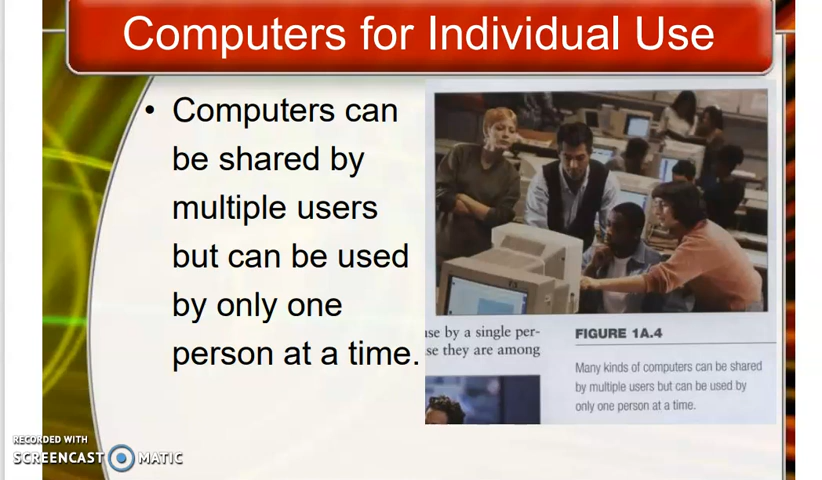 Computers for Individual Use
• Computers can
be shared by
multiple users
but can be used
by only one
person at a time.
use by a single per-
se they are among
FIGURE 1A.4
Many kinds of computers can be shared
by multiple users but can be used by
only one person at a time.
RECORDED WITH
SCREENCAST MATIC